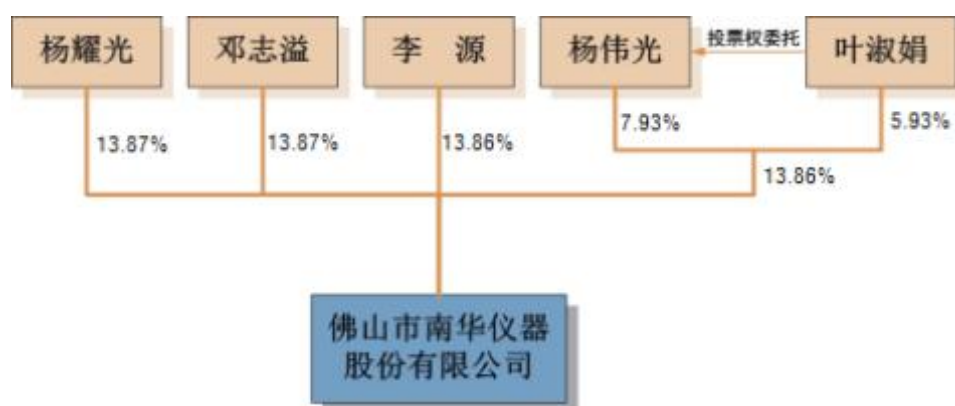 杨耀光
邓志溢
李 源
杨伟光
投票权委托
叶淑娟
13.87%
13.87%
13.86%
7.93%
5.93%
13.86%
佛山市南华仪器
股份有限公司